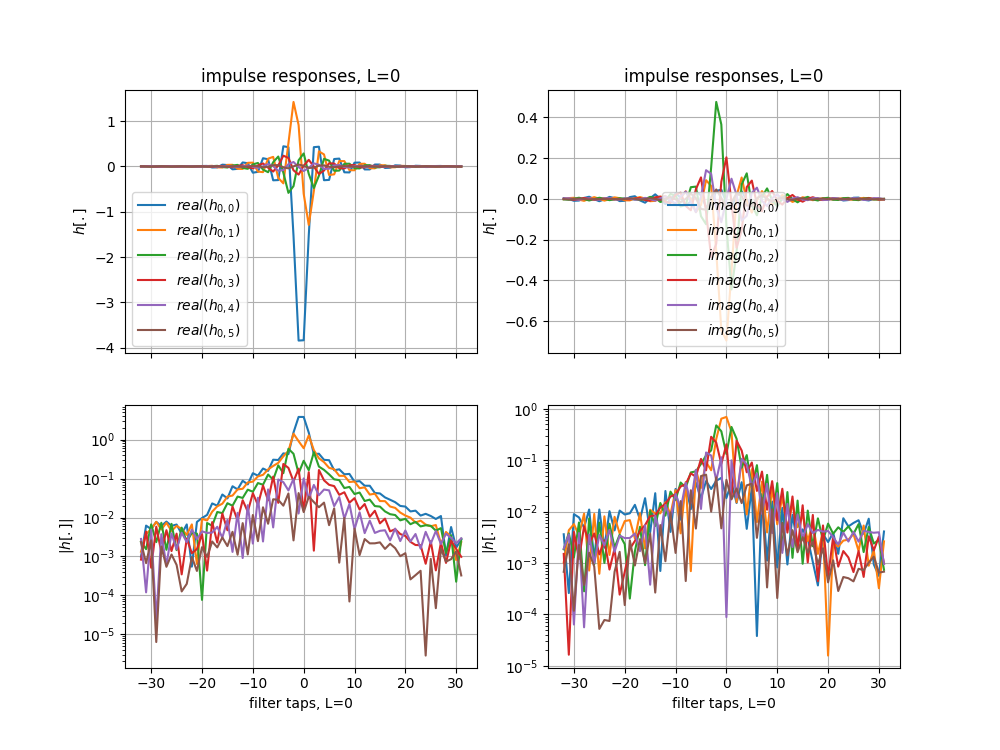 impulse responses, L=0
1
0
−1
−2
−3
−4
h[.]
real(h₀,₀)
real(h₀,₁)
real(h₀,₂)
real(h₀,₃)
real(h₀,₄)
real(h₀,₅)
impulse responses, L=0
0.4
0.2
0.0
−0.2
−0.4
−0.6
h[.]
imag(h₀,₀)
imag(h₀,₁)
imag(h₀,₂)
imag(h₀,₃)
imag(h₀,₄)
imag(h₀,₅)
10⁰
10⁻¹
10⁻²
10⁻³
10⁻⁴
10⁻⁵
|h[.]|
−30 −20 −10 0 10 20 30
filter taps, L=0
10⁰
10⁻¹
10⁻²
10⁻³
10⁻⁴
10⁻⁵
|h[.]|
−30 −20 −10 0 10 20 30
filter taps, L=0